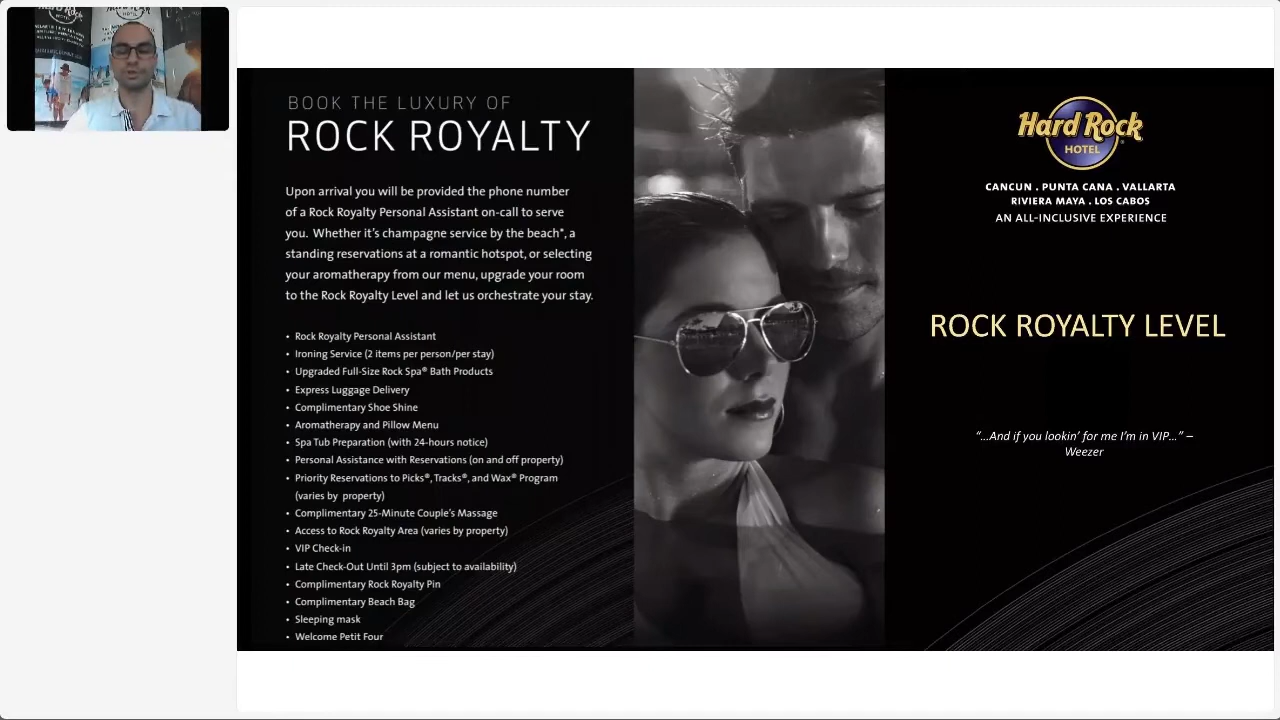 BOOK THE LUXURY OF
ROCK ROYALTY
Upon arrival you will be provided the phone number
of a Rock Royalty Personal Assistant on-call to serve
you. Whether it's champagne service by the beach*, a
standing reservations at a romantic hotspot, or selecting
your aromatherapy from our menu, upgrade your room
to the Rock Royalty Level and let us orchestrate your stay.
• Rock Royalty Personal Assistant
• Ironing Service (2 items per person/per stay)
• Upgraded Full-Size Rock Spa® Bath Products
• Express Luggage Delivery
• Complimentary Shoe Shine
• Aromatherapy and Pillow Menu
• Spa Tub Preparation (with 24-hours notice)
• Personal Assistance with Reservations (on and off property)
• Priority Reservations to Picks®, Tracks®, and Wax® Program
(varies by property)
• Complimentary 25-Minute Couple's Massage
• Access to Rock Royalty Area (varies by property)
• VIP Check-in
• Late Check-Out Until 3pm (subject to availability)
• Complimentary Rock Royalty Pin
• Complimentary Beach Bag
• Sleeping mask
• Welcome Petit Four
Hard Rock
HOTEL
CANCUN . PUNTA CANA . VALLARTA
RIVIERA MAYA . LOS CABOS
AN ALL-INCLUSIVE EXPERIENCE
ROCK ROYALTY LEVEL
"...And if you lookin' for me I'm in VIP..." –
Weezer